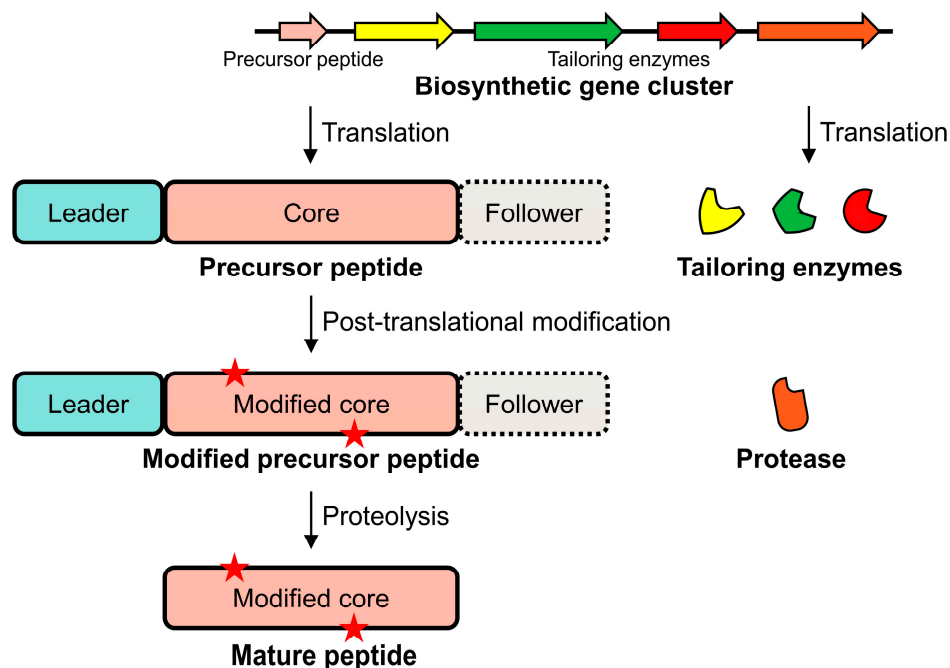 Precursor peptide
Tailoring enzymes
Biosynthetic gene cluster
Translation
Translation
Leader
Core
Follower
Precursor peptide
Tailoring enzymes
Post-translational modification
Leader
Modified core
Follower
Modified precursor peptide
Protease
Proteolysis
Modified core
Mature peptide